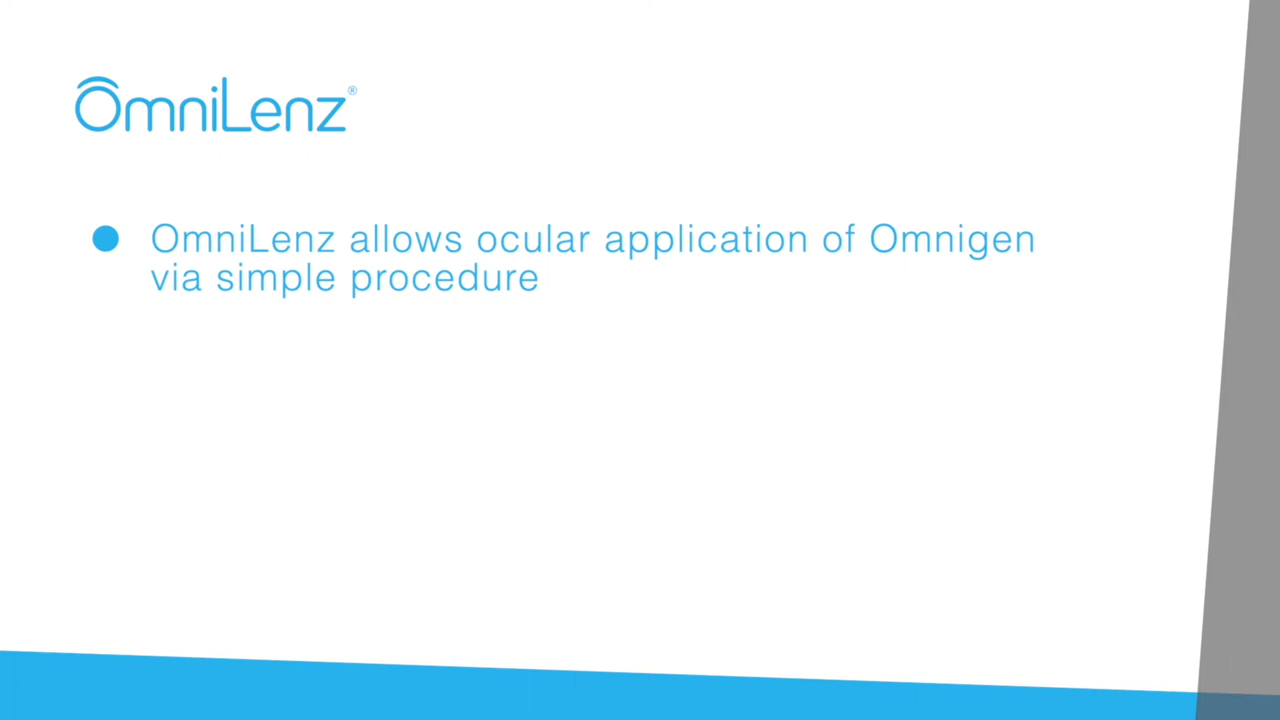 OmniLenz®
● OmniLenz allows ocular application of Omnigen
via simple procedure